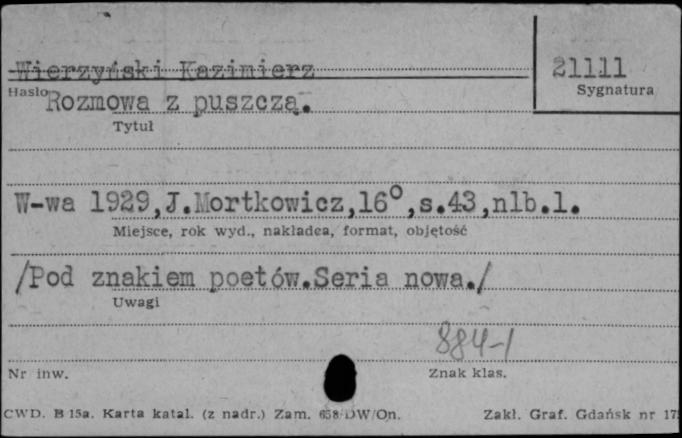 Wierzyński Kazimierz
21111
Hasło
Sygnatura
Rozmowa z puszczą.
Tytuł
W-wa 1929,J.Mortkowicz,16°,s.43,nlb.1.
Miejsce, rok wyd., nakładca, format, objętość
/Pod znakiem poetów.Seria nowa./
Uwagi
884-1
Nr inw.
Znak klas.
CWD. B 15a. Karta katal. (z nadr.) Zam. 658/DW/On.
Zakł. Graf. Gdańsk nr